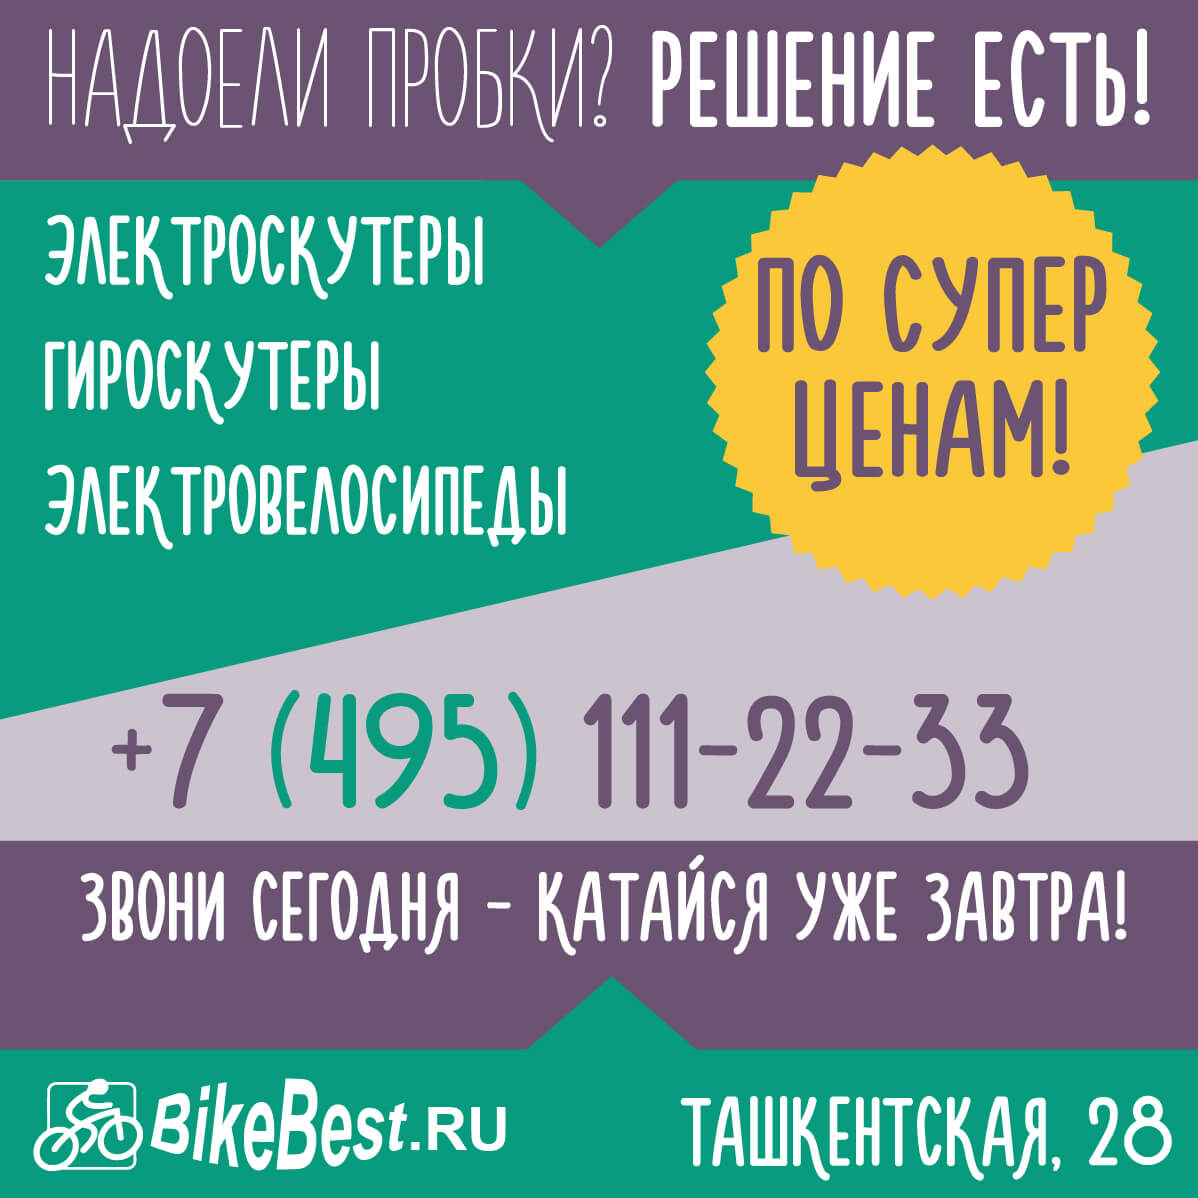 НАДОЕЛИ ПРОБКИ? РЕШЕНИЕ ЕСТЬ!
ЭЛЕКТРОСКУТЕРЫ
ГИРОСКУТЕРЫ
ЭЛЕКТРОВЕЛОСИПЕДЫ
ПО СУПЕР
ЦЕНАМ!
+7 (495) 111-22-33
ЗВОНИ СЕГОДНЯ - КАТАЙСЯ УЖЕ ЗАВТРА!
BikeBest.RU
ТАШКЕНТСКАЯ, 28